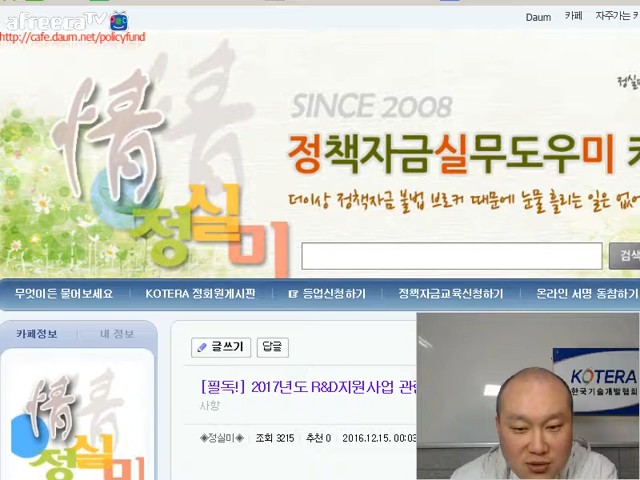 afreecaTV
http://cafe.daum.net/policyfund
Daum 카페 자주가는 카
情
정실미
SINCE 2008
정책자금실무도우미 카
더이상 정책자금 불법 브로커 때문에 눈물 흘리는 일은 없어
검색
무엇이든 물어보세요 KOTERA 정회원게시판 ☞ 등업신청하기 정책자금교육신청하기 온라인 서명 동참하기
카페정보 내 정보
글쓰기 답글
[필독!] 2017년도 R&D지원사업 관련
사항
◈정실미◈ 조회 3215 추천 0 2016.12.15. 00:03
情
정실미
KOTERA
한국기술개발협회